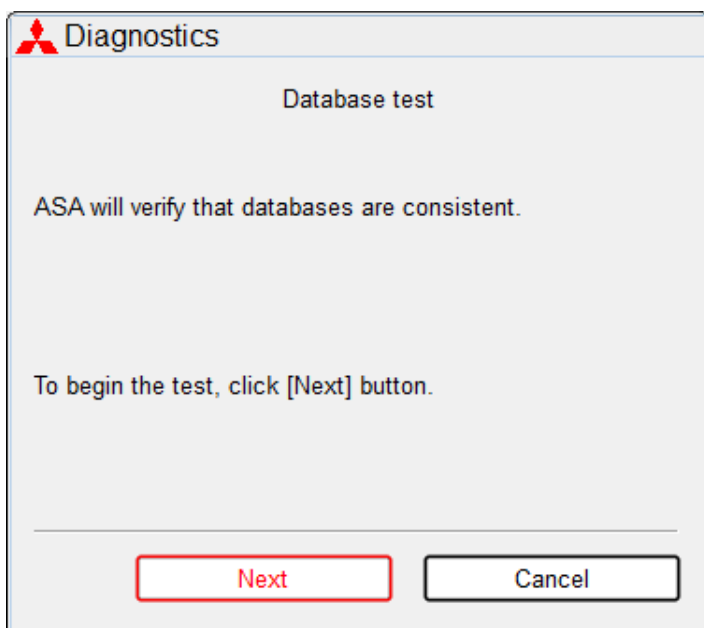 Diagnostics
Database test
ASA will verify that databases are consistent.
To begin the test, click [Next] button.
Next
Cancel